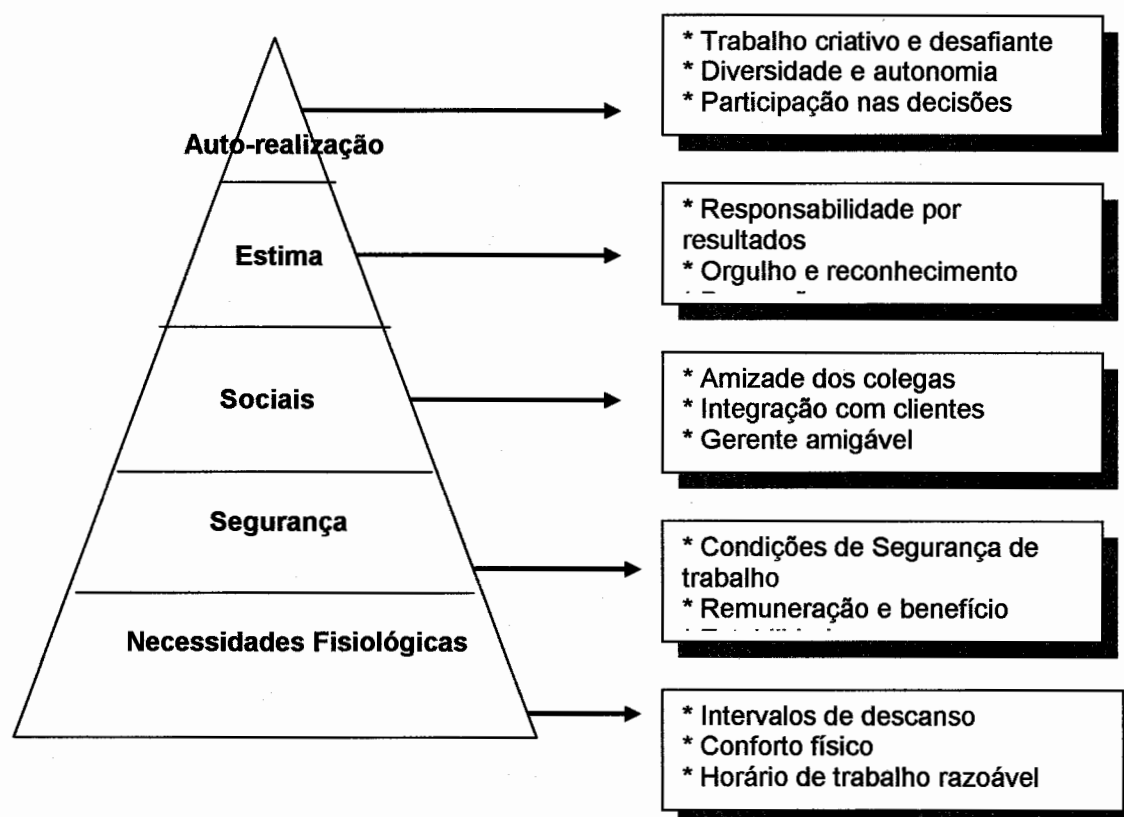 Auto-realização
* Trabalho criativo e desafiante
* Diversidade e autonomia
* Participação nas decisões
Estima
* Responsabilidade por
resultados
* Orgulho e reconhecimento
Sociais
* Amizade dos colegas
* Integração com clientes
* Gerente amigável
Segurança
* Condições de Segurança de
trabalho
* Remuneração e benefício
Necessidades Fisiológicas
* Intervalos de descanso
* Conforto físico
* Horário de trabalho razoável